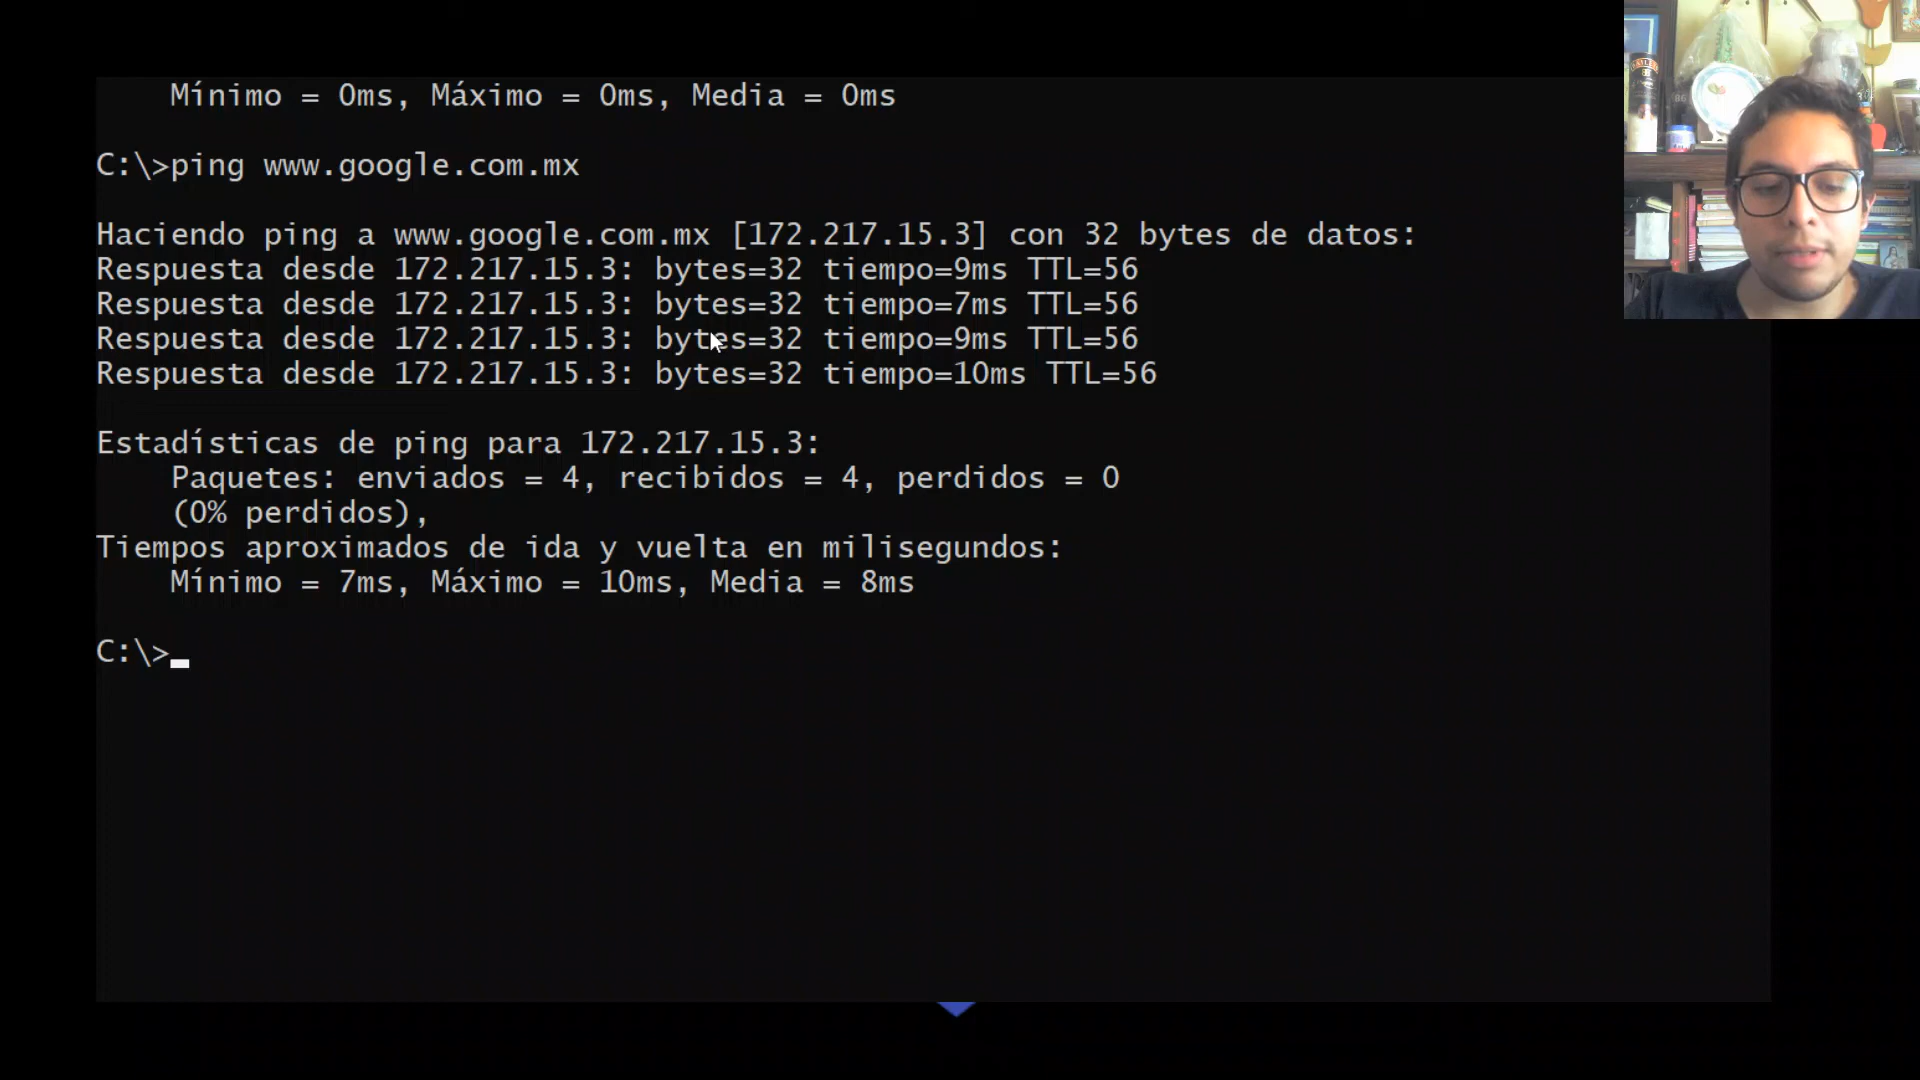 Mínimo = 0ms, Máximo = 0ms, Media = 0ms
C:\>ping www.google.com.mx
Haciendo ping a www.google.com.mx [172.217.15.3] con 32 bytes de datos:
Respuesta desde 172.217.15.3: bytes=32 tiempo=9ms TTL=56
Respuesta desde 172.217.15.3: bytes=32 tiempo=7ms TTL=56
Respuesta desde 172.217.15.3: bytes=32 tiempo=9ms TTL=56
Respuesta desde 172.217.15.3: bytes=32 tiempo=10ms TTL=56
Estadísticas de ping para 172.217.15.3:
Paquetes: enviados = 4, recibidos = 4, perdidos = 0
(0% perdidos),
Tiempos aproximados de ida y vuelta en milisegundos:
Mínimo = 7ms, Máximo = 10ms, Media = 8ms
C:\>